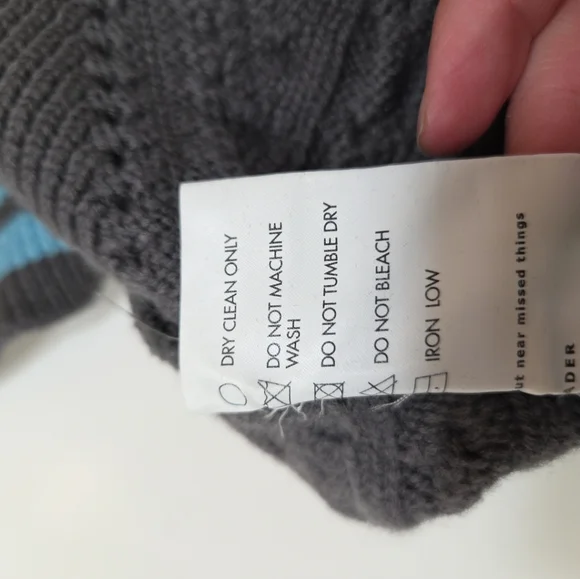 DRY CLEAN ONLY
DO NOT MACHINE
WASH
DO NOT TUMBLE DRY
DO NOT BLEACH
IRON LOW
near missed things